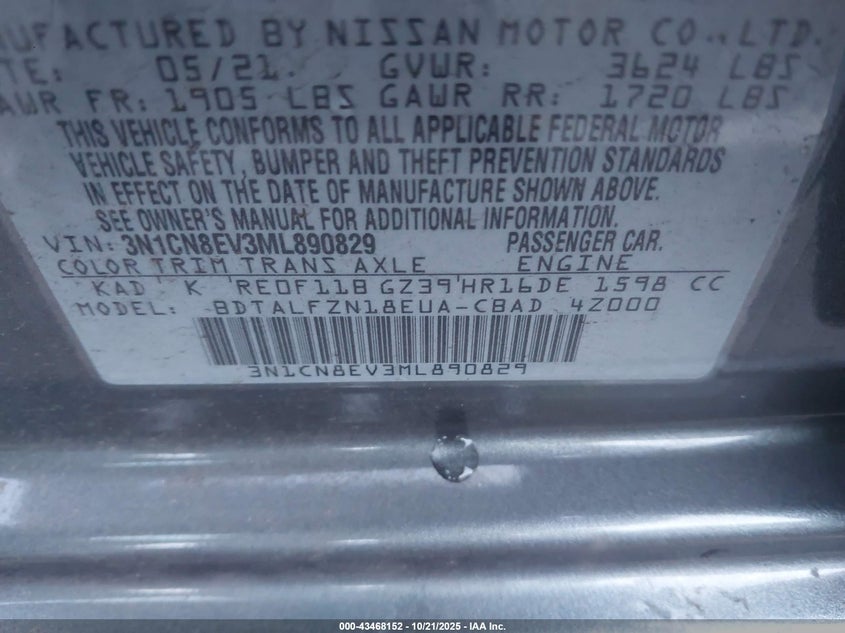 NUFACTURED BY NISSAN MOTOR CO., LTD.
TE: 05/21 GVWR: 3624 LBS
AWR FR: 1905 LBS GAWR RR: 1720 LBS
THIS VEHICLE CONFORMS TO ALL APPLICABLE FEDERAL MOTOR
VEHICLE SAFETY, BUMPER AND THEFT PREVENTION STANDARDS
IN EFFECT ON THE DATE OF MANUFACTURE SHOWN ABOVE.
SEE OWNER'S MANUAL FOR ADDITIONAL INFORMATION
VIN: 3N1CN8EV3ML890829 PASSENGER CAR.
COLOR TRIM TRANS AXLE ENGINE
KAD K RE0F11B GZ39 HR16DE 1598 CC
MODEL: BDTALFZN18EUA-CBAD 4Z000
3N1CN8EV3ML890829
000-43468152 - 10/21/2025 - IAA Inc.